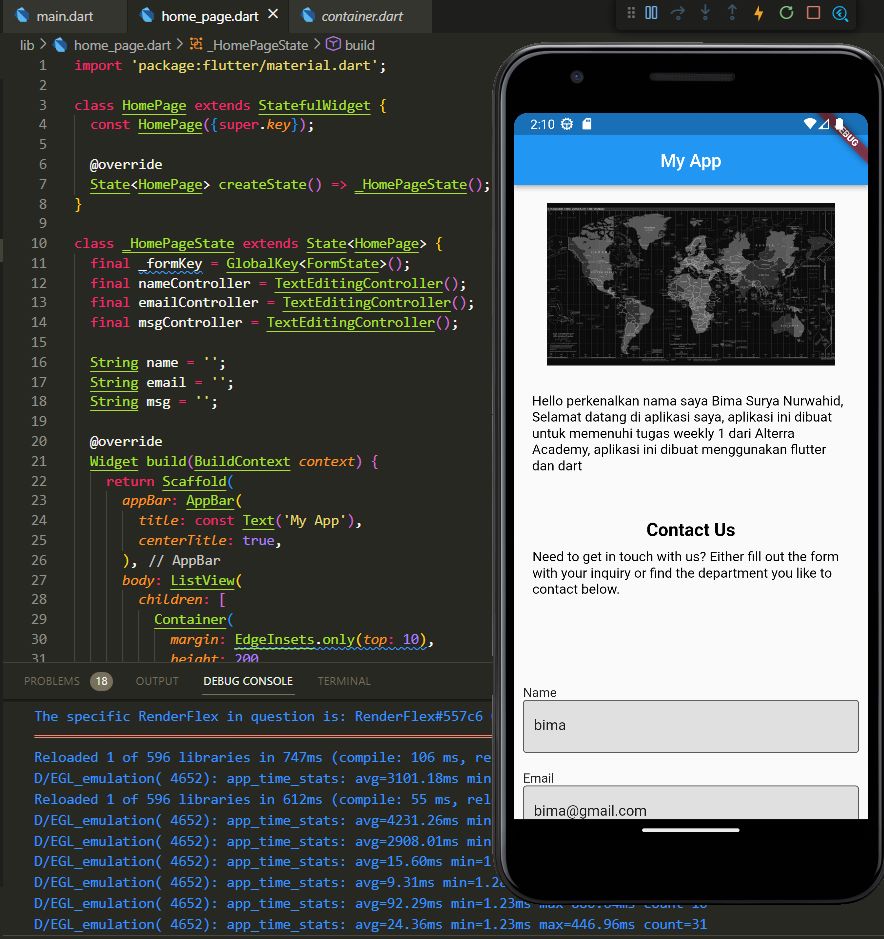 main.dart
home_page.dart
container.dart
lib > home_page.dart > _HomePageState > build
1 import 'package:flutter/material.dart';
2
3 class HomePage extends StatefulWidget {
4 const HomePage({super.key});
5
6 @override
7 State<HomePage> createState() => _HomePageState();
8 }
9
10 class _HomePageState extends State<HomePage> {
11 final _formKey = GlobalKey<FormState>();
12 final nameController = TextEditingController();
13 final emailController = TextEditingController();
14 final msgController = TextEditingController();
15
16 String name = '';
17 String email = '';
18 String msg = '';
19
20 @override
21 Widget build(BuildContext context) {
22 return Scaffold(
23 appBar: AppBar(
24 title: const Text('My App'),
25 centerTitle: true,
26 ), // AppBar
27 body: ListView(
28 children: [
29 Container(
30 margin: EdgeInsets.only(top: 10),
31 height: 200
PROBLEMS 18 OUTPUT DEBUG CONSOLE TERMINAL
The specific RenderFlex in question is: RenderFlex#557c6
Reloaded 1 of 596 libraries in 747ms (compile: 106 ms, re
D/EGL_emulation( 4652): app_time_stats: avg=3101.18ms min
Reloaded 1 of 596 libraries in 612ms (compile: 55 ms, rel
D/EGL_emulation( 4652): app_time_stats: avg=4231.26ms min
D/EGL_emulation( 4652): app_time_stats: avg=2908.01ms min
D/EGL_emulation( 4652): app_time_stats: avg=15.60ms min=1
D/EGL_emulation( 4652): app_time_stats: avg=9.31ms min=1.28
D/EGL_emulation( 4652): app_time_stats: avg=92.29ms min=1.23ms
D/EGL_emulation( 4652): app_time_stats: avg=24.36ms min=1.23ms max=446.96ms count=31
2:10
DEBUG
My App
Hello perkenalkan nama saya Bima Surya Nurwahid,
Selamat datang di aplikasi saya, aplikasi ini dibuat
untuk memenuhi tugas weekly 1 dari Alterra
Academy, aplikasi ini dibuat menggunakan flutter
dan dart
Contact Us
Need to get in touch with us? Either fill out the form
with your inquiry or find the department you like to
contact below.
Name
bima
Email
bima@gmail.com